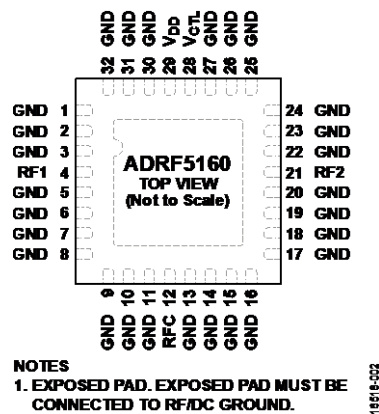 32 GND
31 GND
30 GND
29 VDD
28 VCTL
27 GND
26 GND
25 GND
GND 1
GND 2
GND 3
RF1 4
GND 5
GND 6
GND 7
GND 8
ADRF5160
TOP VIEW
(Not to Scale)
24 GND
23 GND
22 GND
21 RF2
20 GND
19 GND
18 GND
17 GND
GND 9
GND 10
GND 11
RFC 12
GND 13
GND 14
GND 15
GND 16
NOTES
1. EXPOSED PAD. EXPOSED PAD MUST BE
CONNECTED TO RF/DC GROUND.